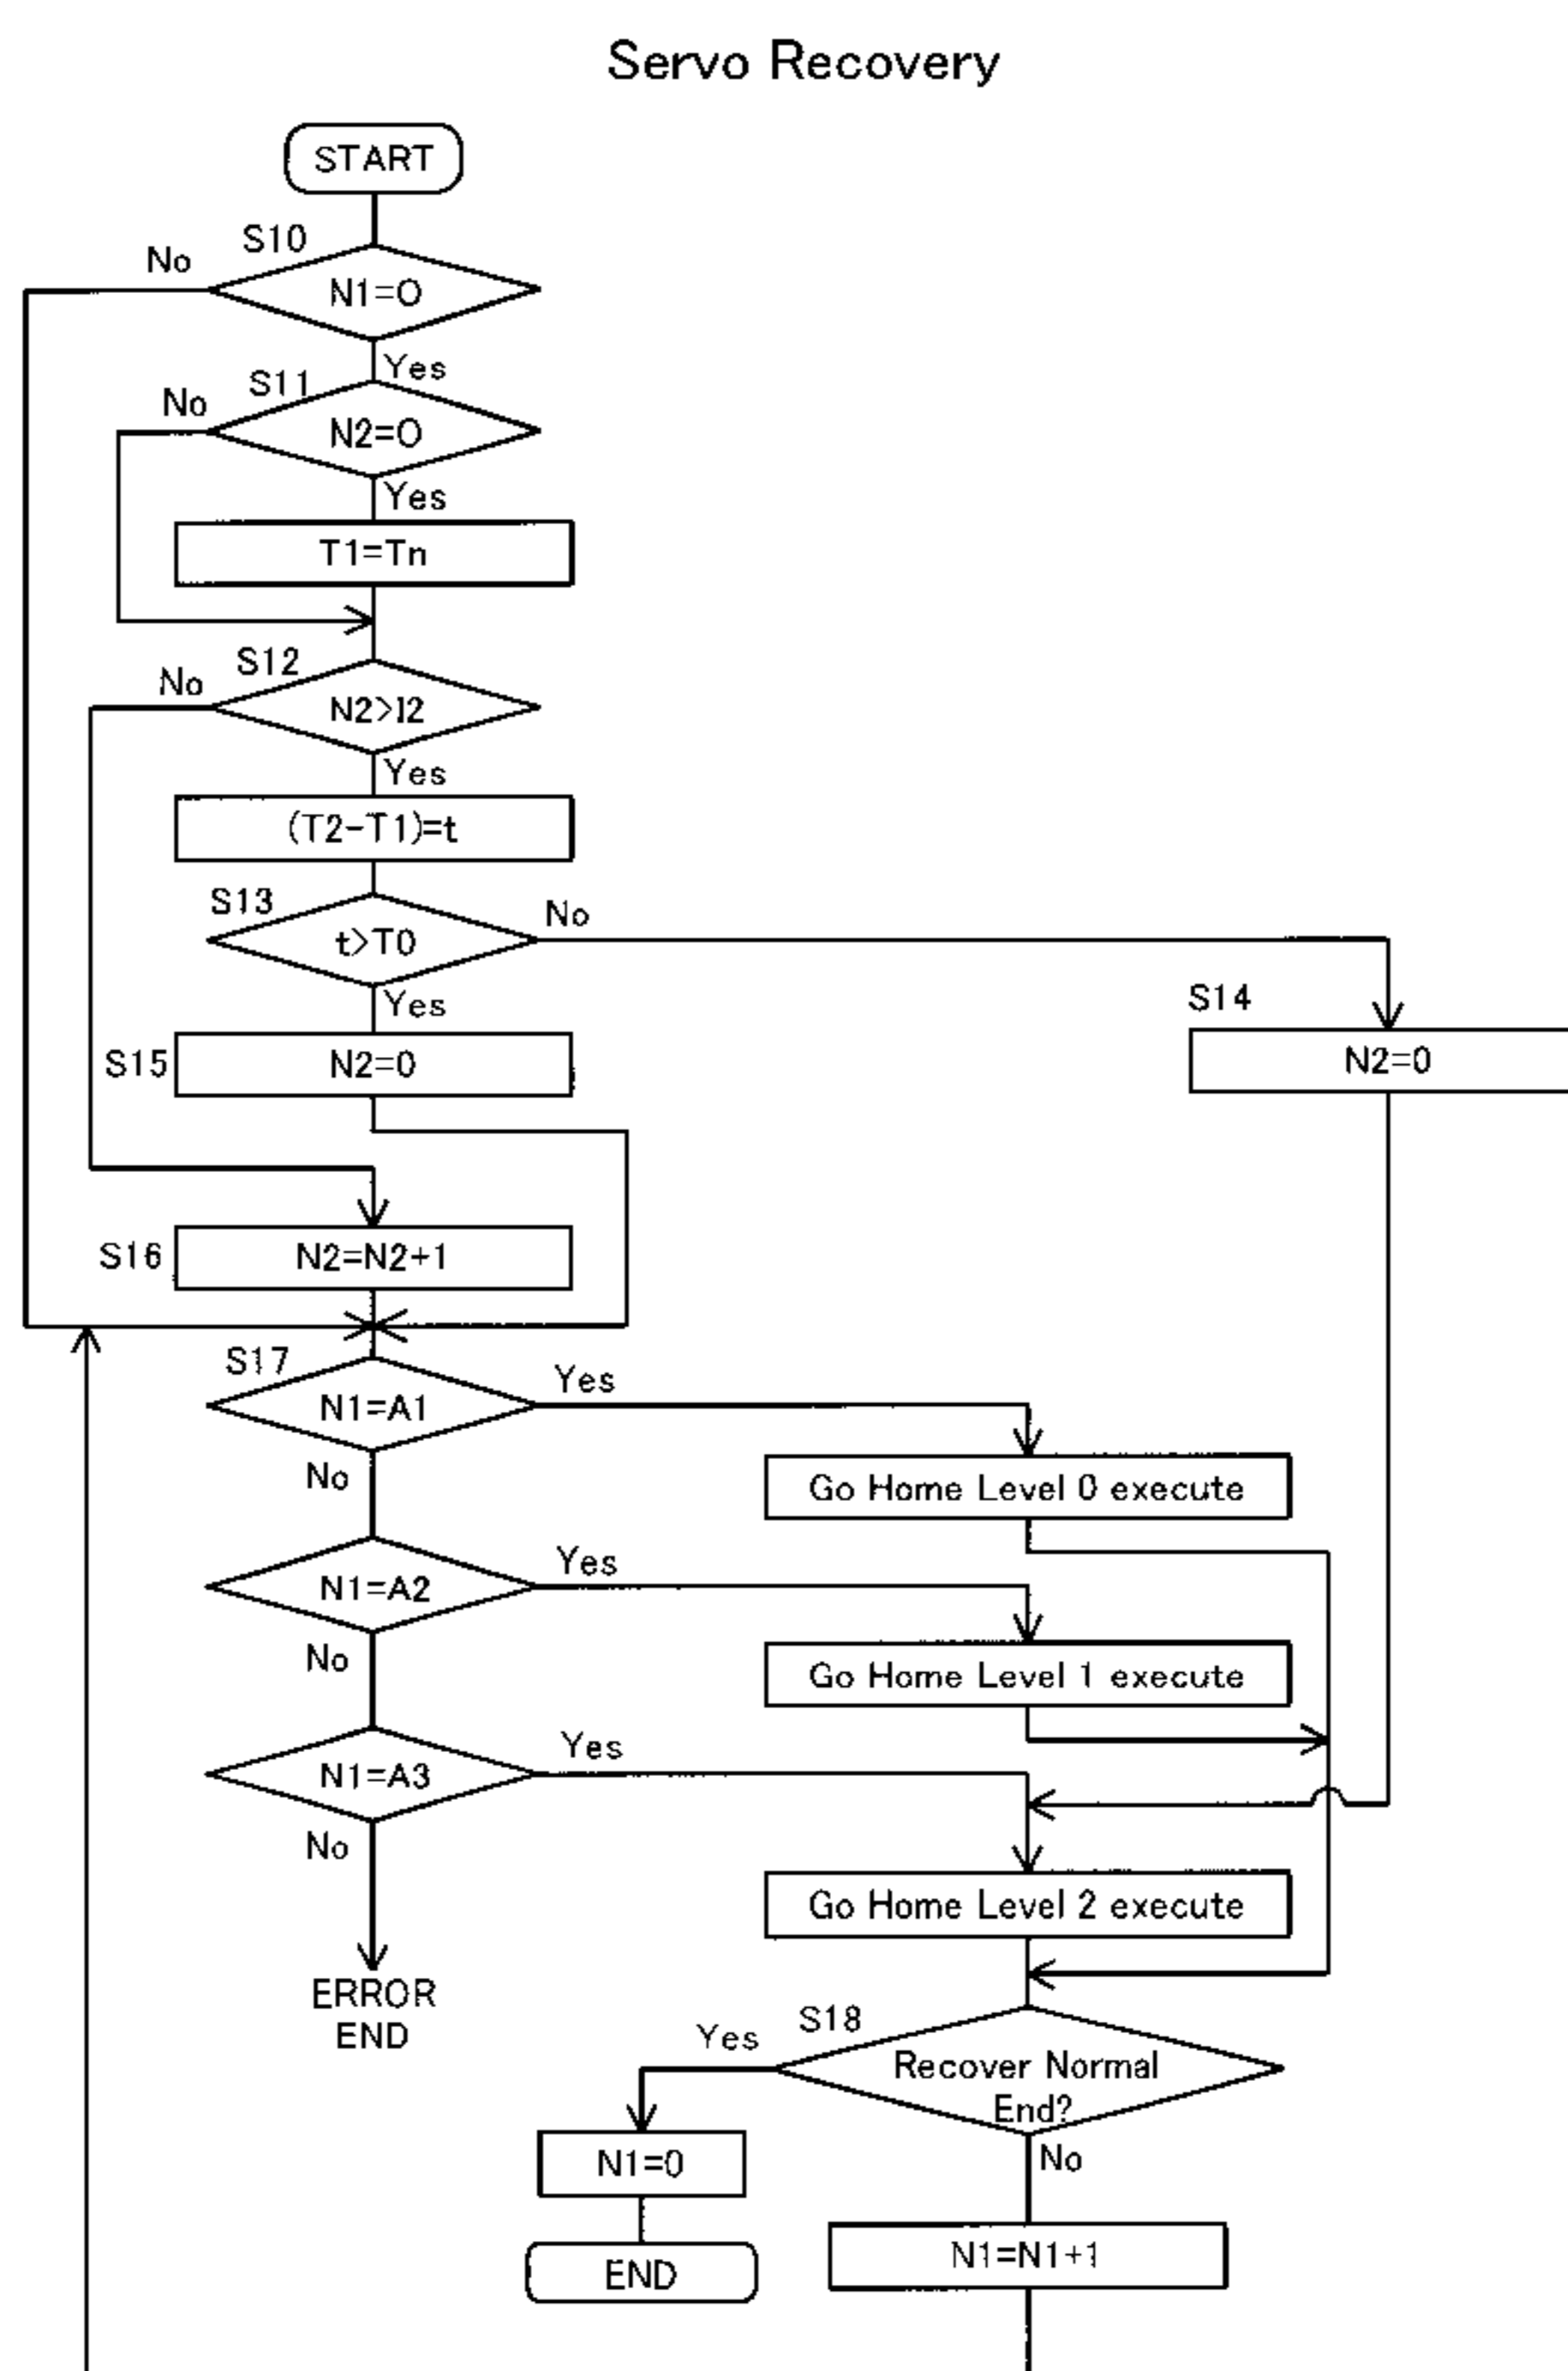 Servo Recovery
START
S10
No
N1=0
Yes
S11
No
N2=0
Yes
T1=Tn
S12
No
N2>I2
Yes
(T2-T1)=t
S13
No
t>T0
Yes
S14
N2=0
S15
N2=0
S16
N2=N2+1
S17
Yes
N1=A1
No
Go Home Level 0 execute
Yes
N1=A2
No
Go Home Level 1 execute
Yes
N1=A3
No
Go Home Level 2 execute
ERROR
END
S18
Yes
Recover Normal
End?
No
N1=0
N1=N1+1
END